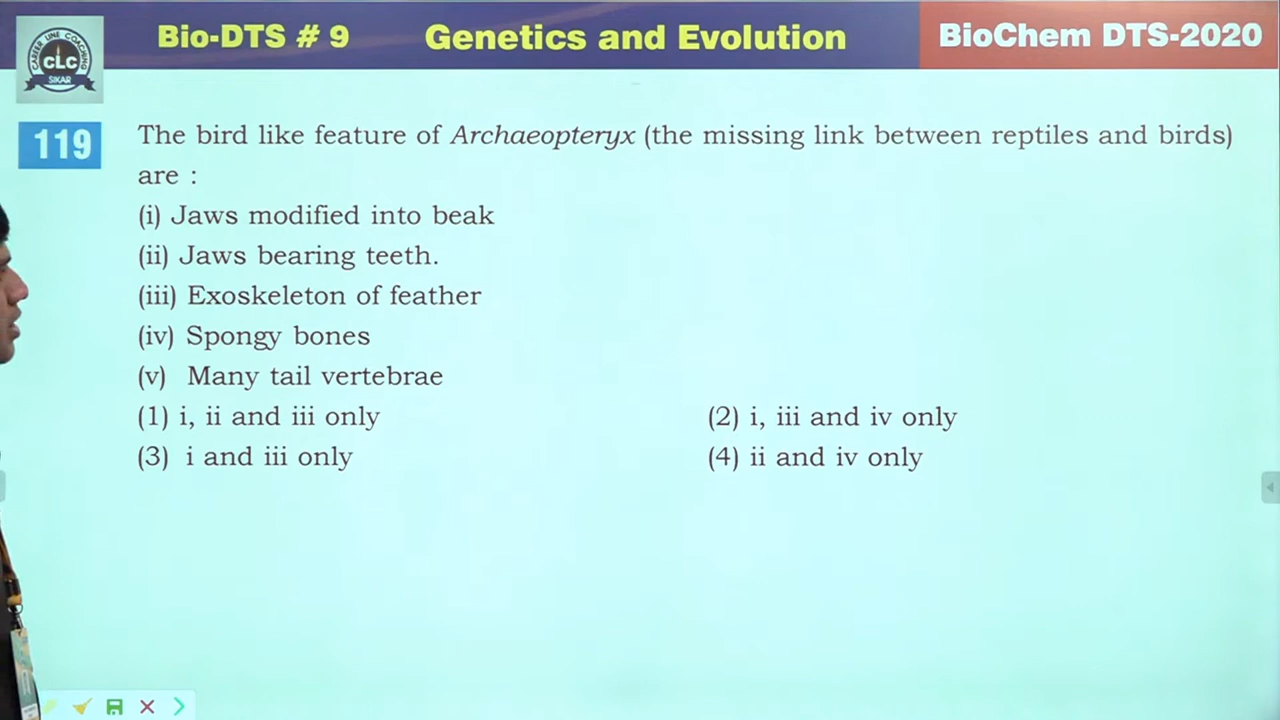 CAREER LINE COACHING
CLC
SIKAR
Bio-DTS # 9
Genetics and Evolution
BioChem DTS-2020
119
The bird like feature of Archaeopteryx (the missing link between reptiles and birds)
are :
(i) Jaws modified into beak
(ii) Jaws bearing teeth.
(iii) Exoskeleton of feather
(iv) Spongy bones
(v) Many tail vertebrae
(1) i, ii and iii only
(2) i, iii and iv only
(3) i and iii only
(4) ii and iv only